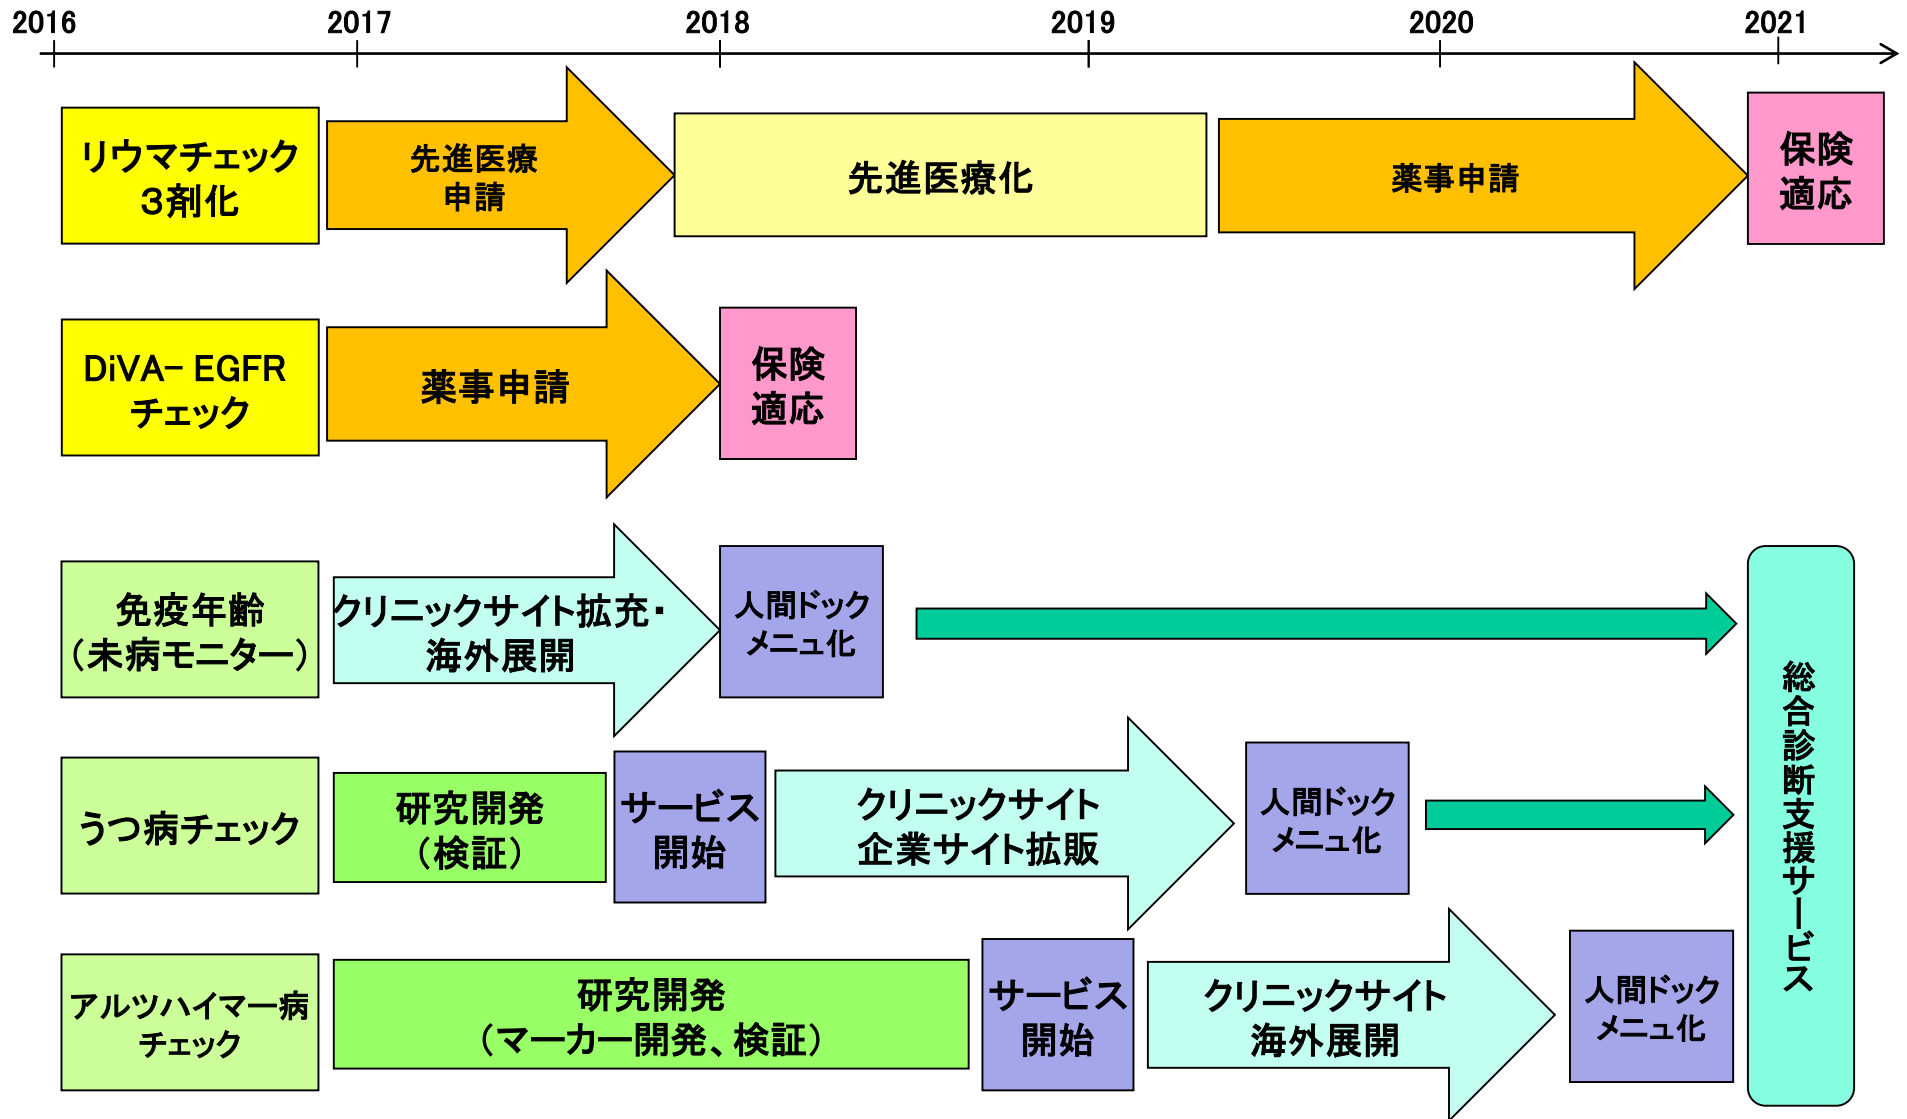 2016
2017
2018
2019
2020
2021
リウマチェック
３剤化
先進医療
申請
先進医療化
薬事申請
保険
適応
DiVA− EGFR
チェック
薬事申請
保険
適応
免疫年齢
（未病モニター）
クリニックサイト拡充・
海外展開
人間ドック
メニュ化
うつ病チェック
研究開発
（検証）
サービス
開始
クリニックサイト
企業サイト拡販
人間ドック
メニュ化
アルツハイマー病
チェック
研究開発
（マーカー開発、検証）
サービス
開始
クリニックサイト
海外展開
人間ドック
メニュ化
総合診断支援サービス